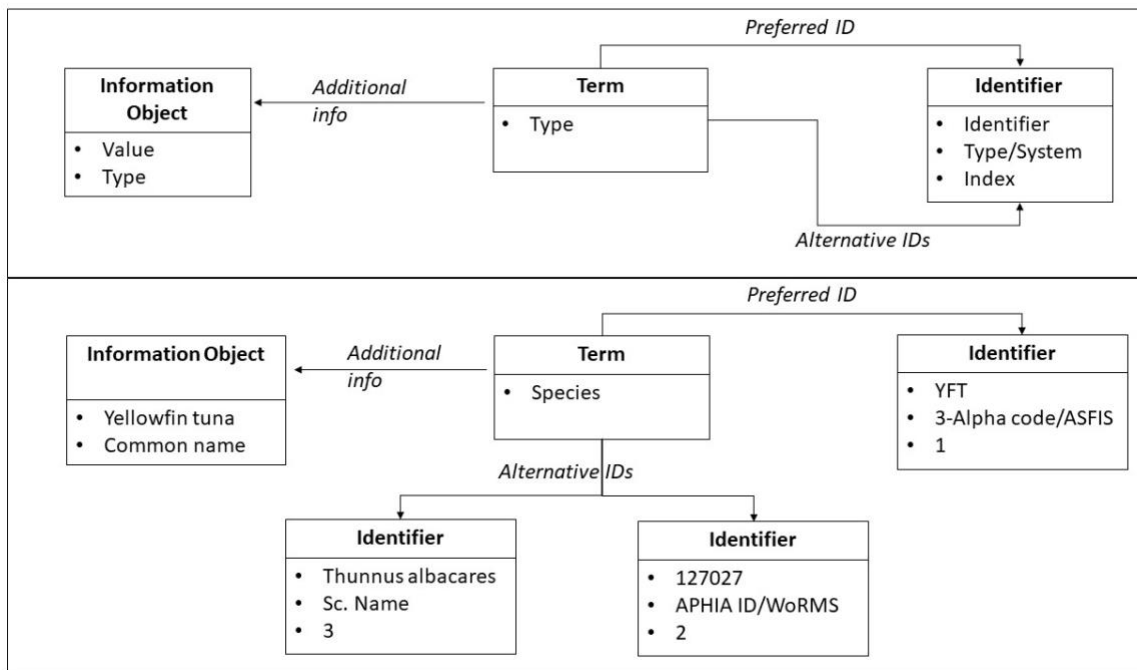 Preferred ID
Information
Object
• Value
• Type
Additional
info
Term
• Type
Identifier
• Identifier
• Type/System
• Index
Alternative IDs
Preferred ID
Information Object
• Yellowfin tuna
• Common name
Additional
info
Term
• Species
Identifier
• YFT
• 3-Alpha code/ASFIS
• 1
Alternative IDs
Identifier
• Thunnus albacares
• Sc. Name
• 3
Identifier
• 127027
• APHIA ID/WoRMS
• 2